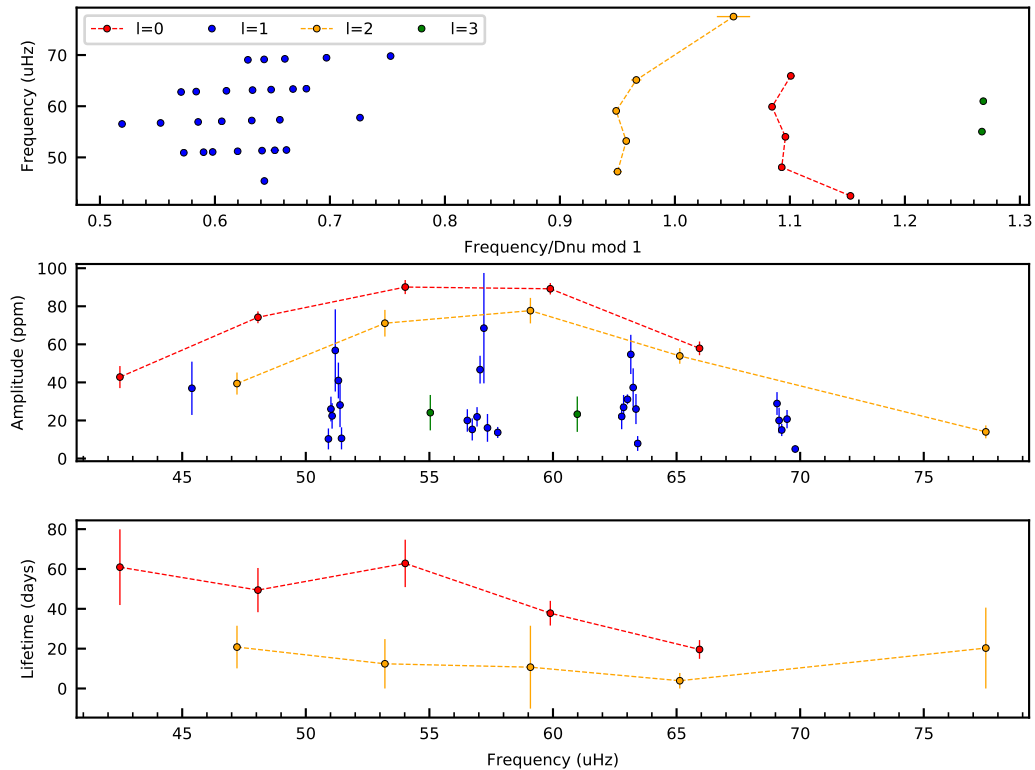 l=0 l=1 l=2 l=3
Frequency (uHz)
70
60
50
0.5 0.6 0.7 0.8 0.9 1.0 1.1 1.2 1.3
Frequency/Dnu mod 1
Amplitude (ppm)
100
80
60
40
20
0
45 50 55 60 65 70 75
Lifetime (days)
80
60
40
20
0
45 50 55 60 65 70 75
Frequency (uHz)